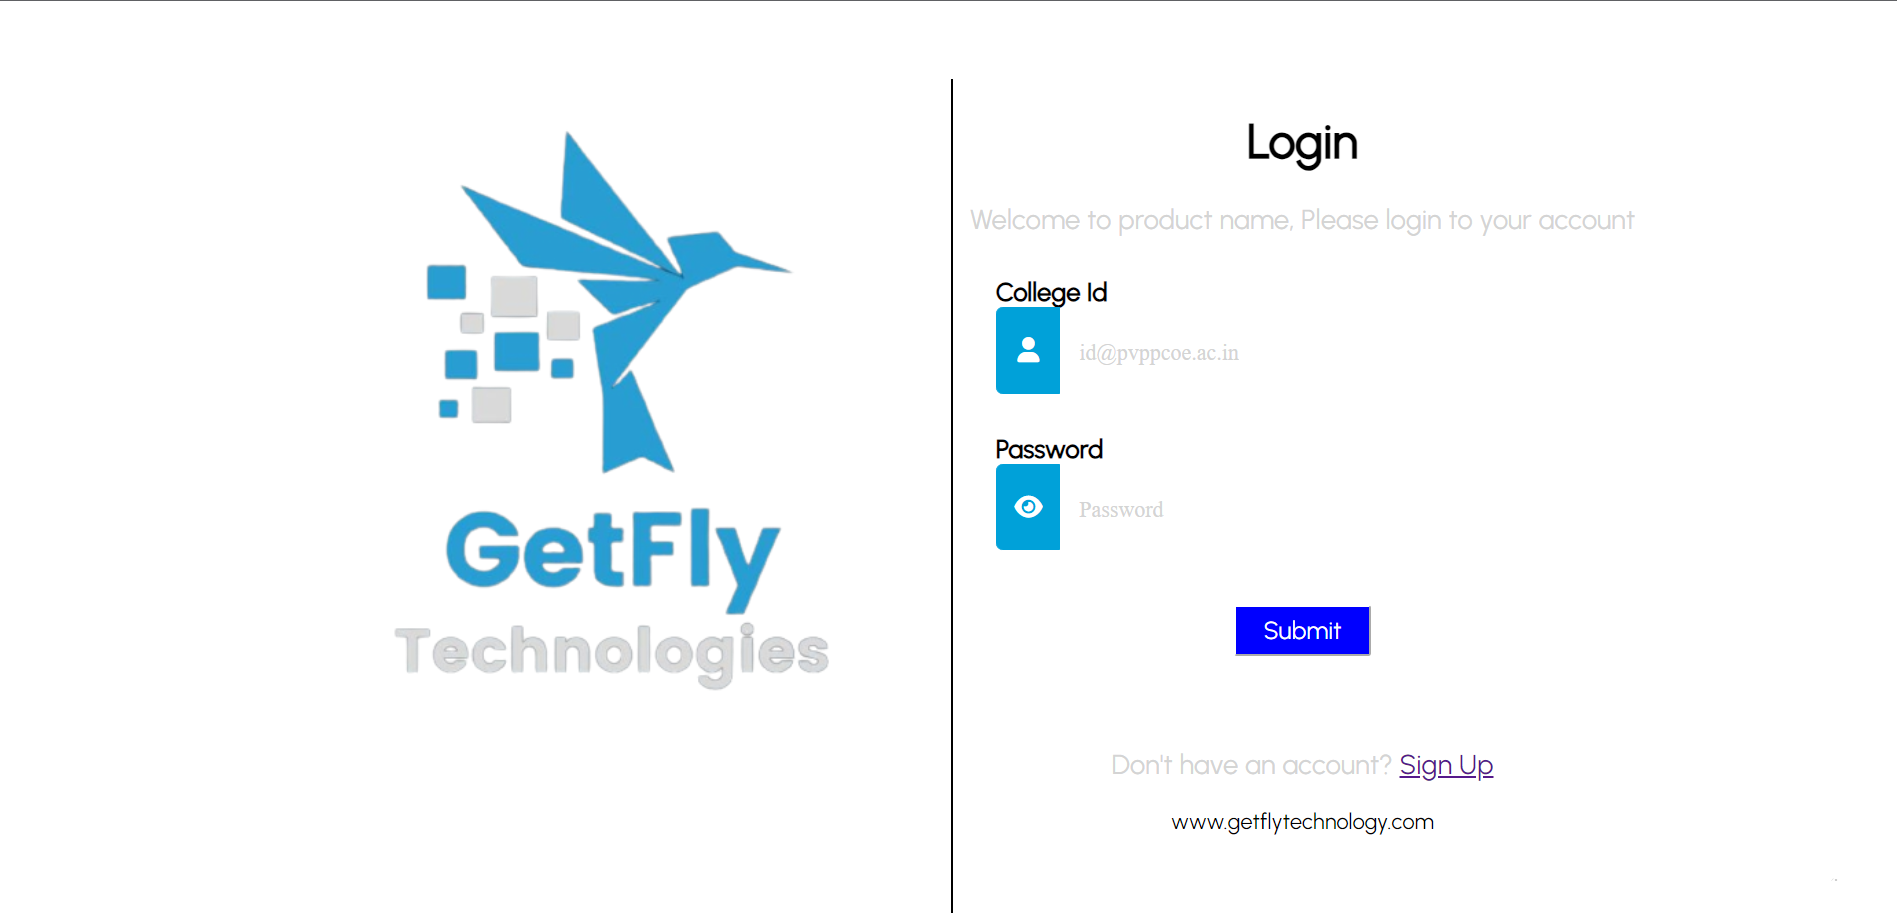 GetFly
Technologies
Login
Welcome to product name, Please login to your account
College Id
id@pvppcoe.ac.in
Password
Password
Submit
Don't have an account? Sign Up
www.getflytechnology.com